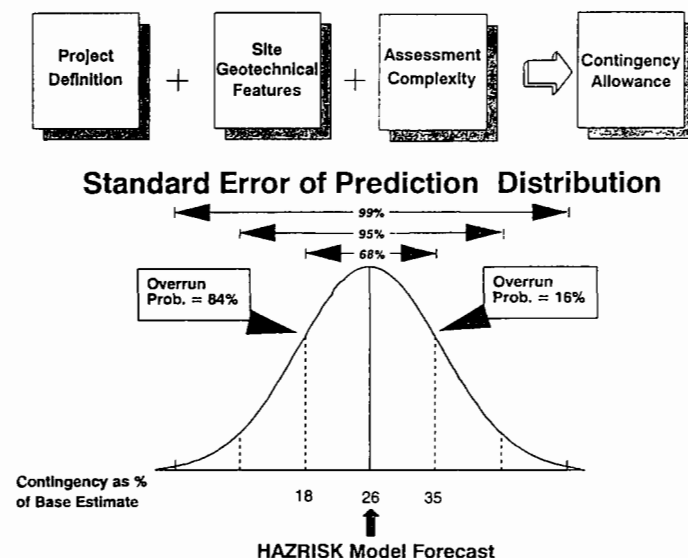 Project
Definition
+
Site
Geotechnical
Features
+
Assessment
Complexity
Contingency
Allowance
Standard Error of Prediction Distribution
99%
95%
68%
Overrun
Prob. = 84%
Overrun
Prob. = 16%
Contingency as %
of Base Estimate
18 26 35
HAZRISK Model Forecast